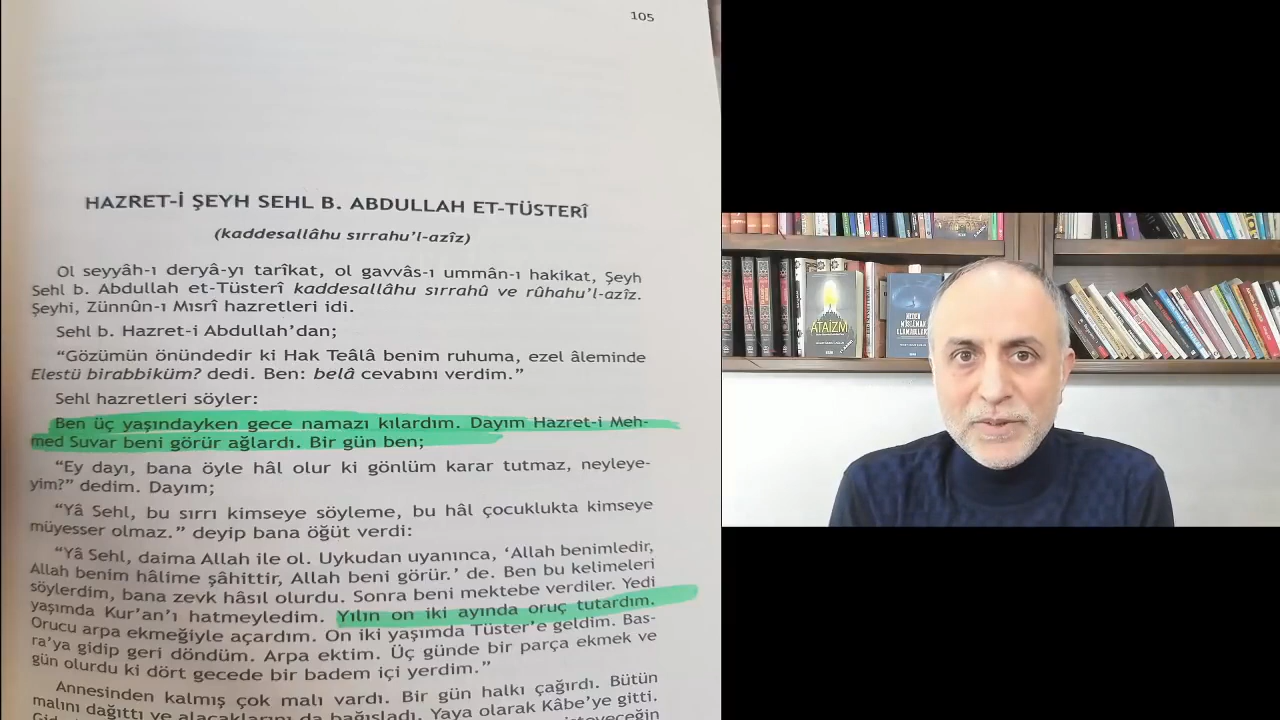 105
HAZRET-İ ŞEYH SEHL B. ABDULLAH ET-TÜSTERÎ
(kaddesallâhu sırrahu'l-azîz)
Ol seyyâh-ı deryâ-yı tarîkat, ol gavvâs-ı ummân-ı hakikat, Şeyh
Sehl b. Abdullah et-Tüsterî kaddesallâhu sırrahû ve rûhahu'l-azîz.
Şeyhi, Zünnûn-ı Mısrî hazretleri idi.
Sehl b. Hazret-i Abdullah'dan;
“Gözümün önündedir ki Hak Teâlâ benim ruhuma, ezel âleminde
Elestü birabbiküm? dedi. Ben: belâ cevabını verdim.”
Sehl hazretleri söyler:
Ben üç yaşındayken gece namazı kılardım. Dayım Hazret-i Meh-
med Suvar beni görür ağlardı. Bir gün ben;
“Ey dayı, bana öyle hâl olur ki gönlüm karar tutmaz, neyleye-
yim?” dedim. Dayım;
“Yâ Sehl, bu sırrı kimseye söyleme, bu hâl çocuklukta kimseye
müyesser olmaz.” deyip bana öğüt verdi:
“Yâ Sehl, daima Allah ile ol. Uykudan uyanınca, ‘Allah benimledir,
Allah benim hâlime şâhittir, Allah beni görür.’ de. Ben bu kelimeleri
söylerdim, bana zevk hâsıl olurdu. Sonra beni mektebe verdiler. Yedi
yaşımda Kur'an'ı hatmeyledim. Yılın on iki ayında oruç tutardım.
Orucu arpa ekmeğiyle açardım. On iki yaşımda Tüster'e geldim. Bas-
ra'ya gidip geri döndüm. Arpa ektim. Üç günde bir parça ekmek ve
gün olurdu ki dört gecede bir badem içi yerdim.”
Annesinden kalmış çok malı vardı. Bir gün halkı çağırdı. Bütün
malını dağıttı ve alacaklarını da bağışladı. Yaya olarak Kâbe'ye gitti.
ATAİZM
NEDEN
MÜSLÜMAN